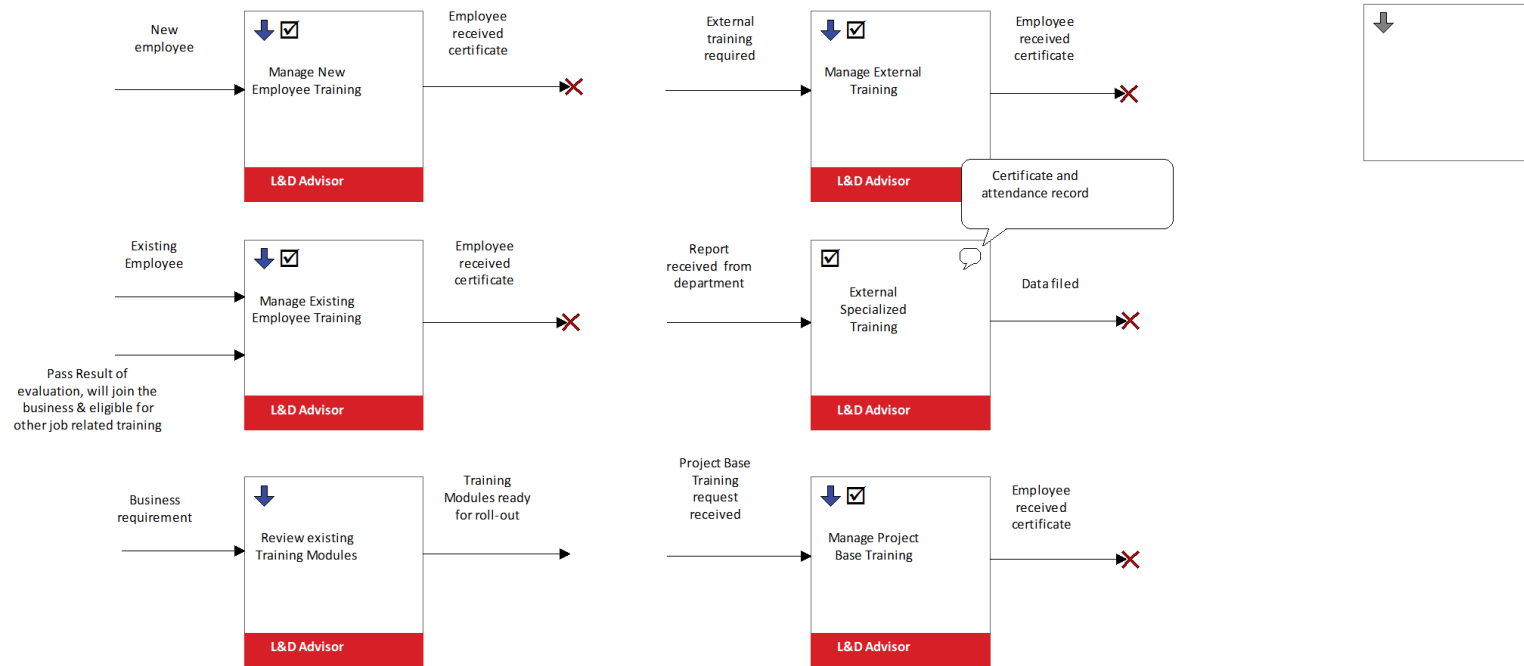 New
employee
Manage New
Employee Training
L&D Advisor
Employee
received
certificate
External
training
required
Manage External
Training
L&D Advisor
Employee
received
certificate
Existing
Employee
Pass Result of
evaluation, will join the
business & eligible for
other job related training
Manage Existing
Employee Training
L&D Advisor
Employee
received
certificate
Report
received from
department
External
Specialized
Training
L&D Advisor
Certificate and
attendance record
Data filed
Business
requirement
Review existing
Training Modules
L&D Advisor
Training
Modules ready
for roll-out
Project Base
Training
request
received
Manage Project
Base Training
L&D Advisor
Employee
received
certificate